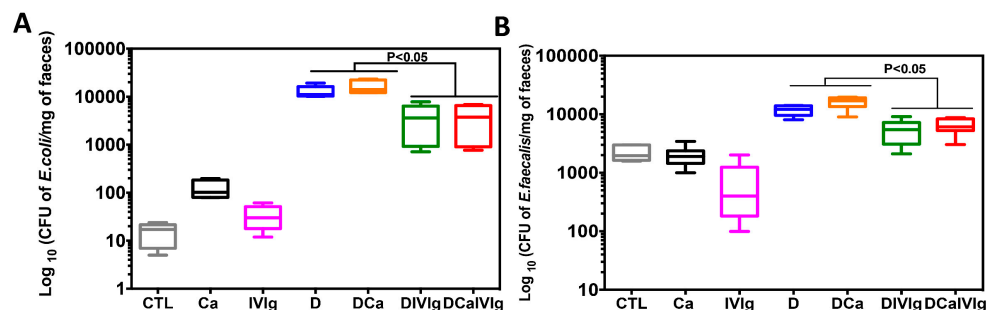 A
Log 10 (CFU of E.coli/mg of faeces)
100000
10000
1000
100
10
1
P<0.05
CTL Ca IVIg D DCa DIVIg DCaIVIg
B
Log 10 (CFU of E.faecalis/mg of faeces)
100000
10000
1000
100
10
P<0.05
CTL Ca IVIg D DCa DIVIg DCaIVIg